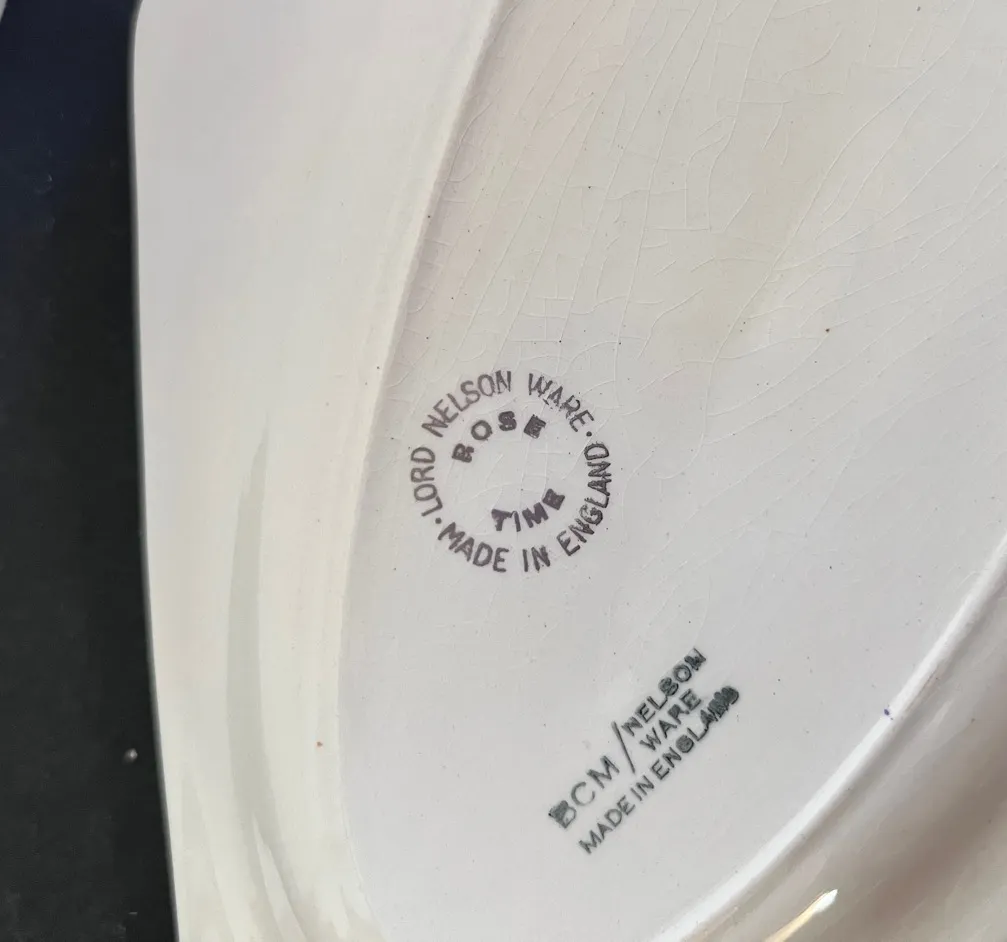 LORD NELSON WARE.
ROSE
TIME
.MADE IN ENGLAND
BCM/NELSON
WARE
MADE IN ENGLAND